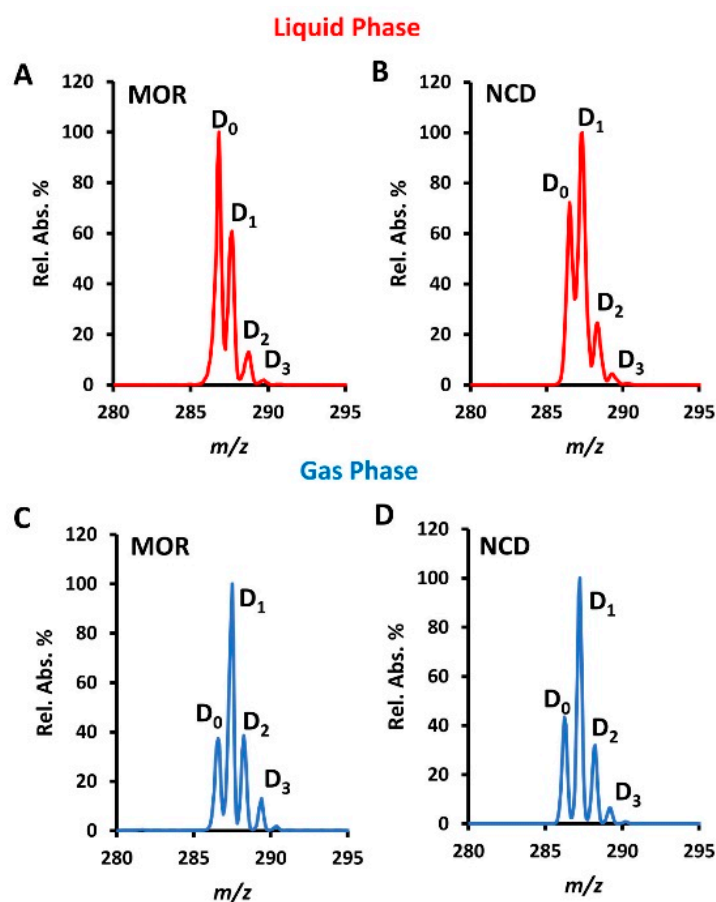 Liquid Phase
A
MOR
D₀
D₁
D₂
D₃
Rel. Abs. %
120
100
80
60
40
20
0
280 285 290 295
m/z
B
NCD
D₁
D₀
D₂
D₃
Rel. Abs. %
120
100
80
60
40
20
0
280 285 290 295
m/z
Gas Phase
C
MOR
D₁
D₀
D₂
D₃
Rel. Abs. %
120
100
80
60
40
20
0
280 285 290 295
m/z
D
NCD
D₁
D₀
D₂
D₃
Rel. Abs. %
120
100
80
60
40
20
0
280 285 290 295
m/z